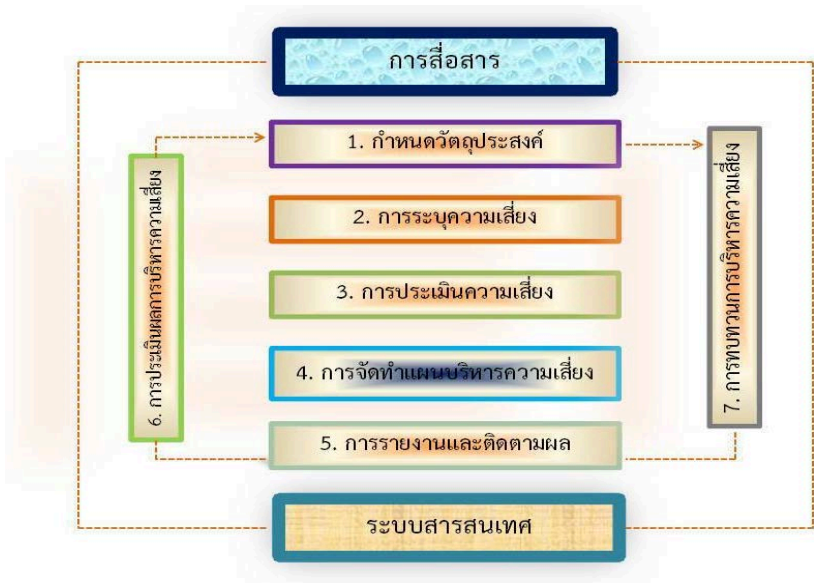 การสื่อสาร
1. กำหนดวัตถุประสงค์
2. การระบุความเสี่ยง
3. การประเมินความเสี่ยง
4. การจัดทำแผนบริหารความเสี่ยง
5. การรายงานและติดตามผล
6. การประเมินผลการบริหารความเสี่ยง
7. การทบทวนการบริหารความเสี่ยง
ระบบสารสนเทศ